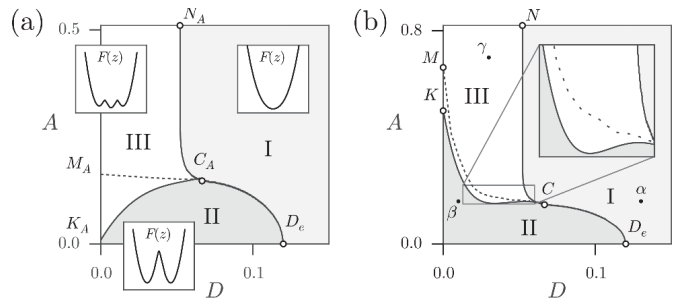 (a)
N_A
0.5
F(z)
F(z)
III
I
A
C_A
M_A
II
K_A
D_e
F(z)
0.0
0.0
0.1
D
(b)
N
0.8
γ
M
III
K
A
C
I
α
β
II
D_e
0.0
0.0
0.1
D